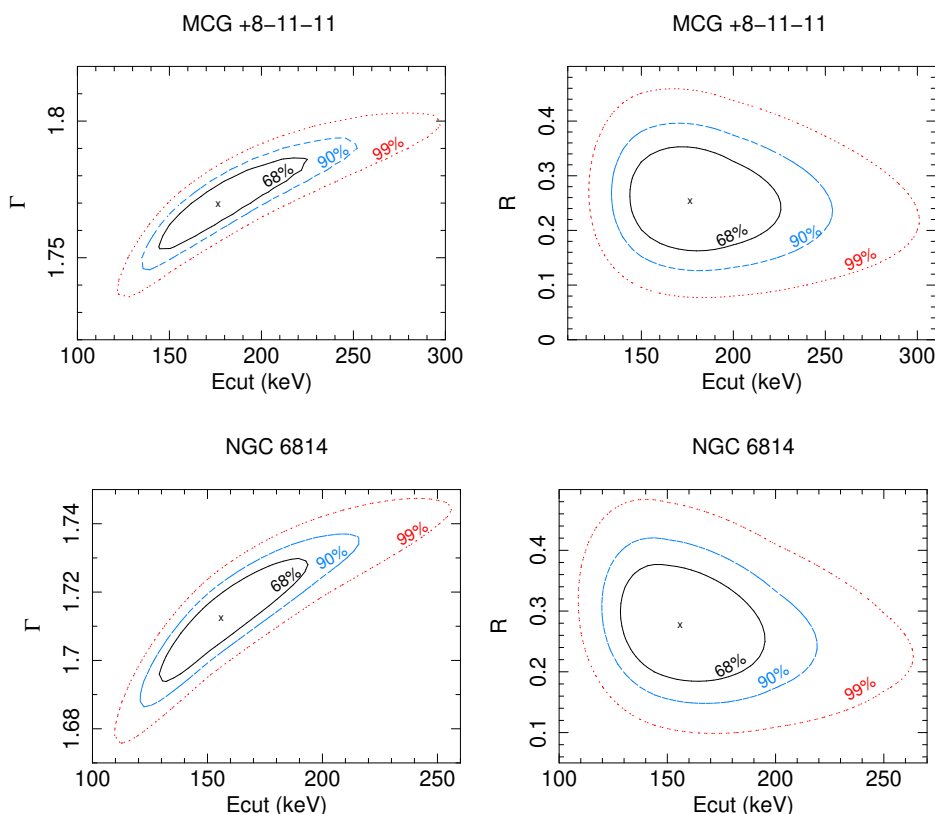 MCG +8−11−11
MCG +8−11−11
Γ
1.75
1.8
68%
90%
99%
100 150 200 250 300
Ecut (keV)
R
0 0.1 0.2 0.3 0.4
68%
90%
99%
150 200 250 300
Ecut (keV)
NGC 6814
NGC 6814
Γ
1.68 1.7 1.72 1.74
68%
90%
99%
100 150 200 250
Ecut (keV)
R
0.1 0.2 0.3 0.4
68%
90%
99%
100 150 200 250
Ecut (keV)